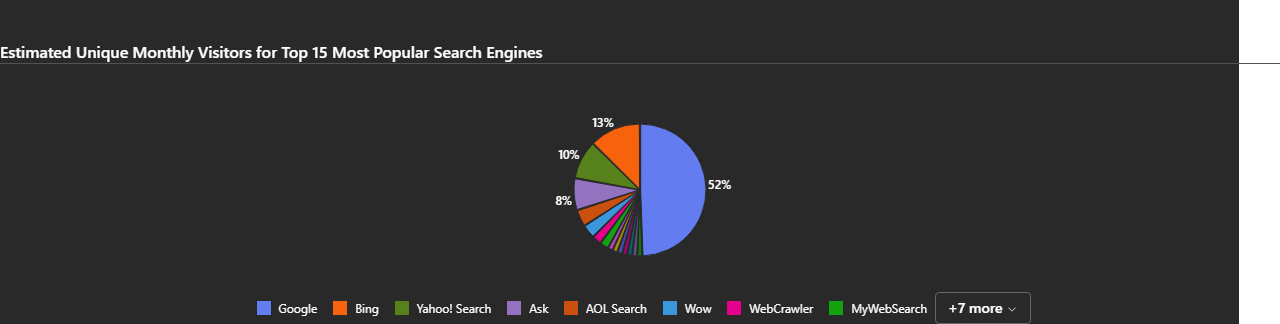 Estimated Unique Monthly Visitors for Top 15 Most Popular Search Engines
13%
10%
52%
8%
Google Bing Yahoo! Search Ask AOL Search Wow WebCrawler MyWebSearch +7 more